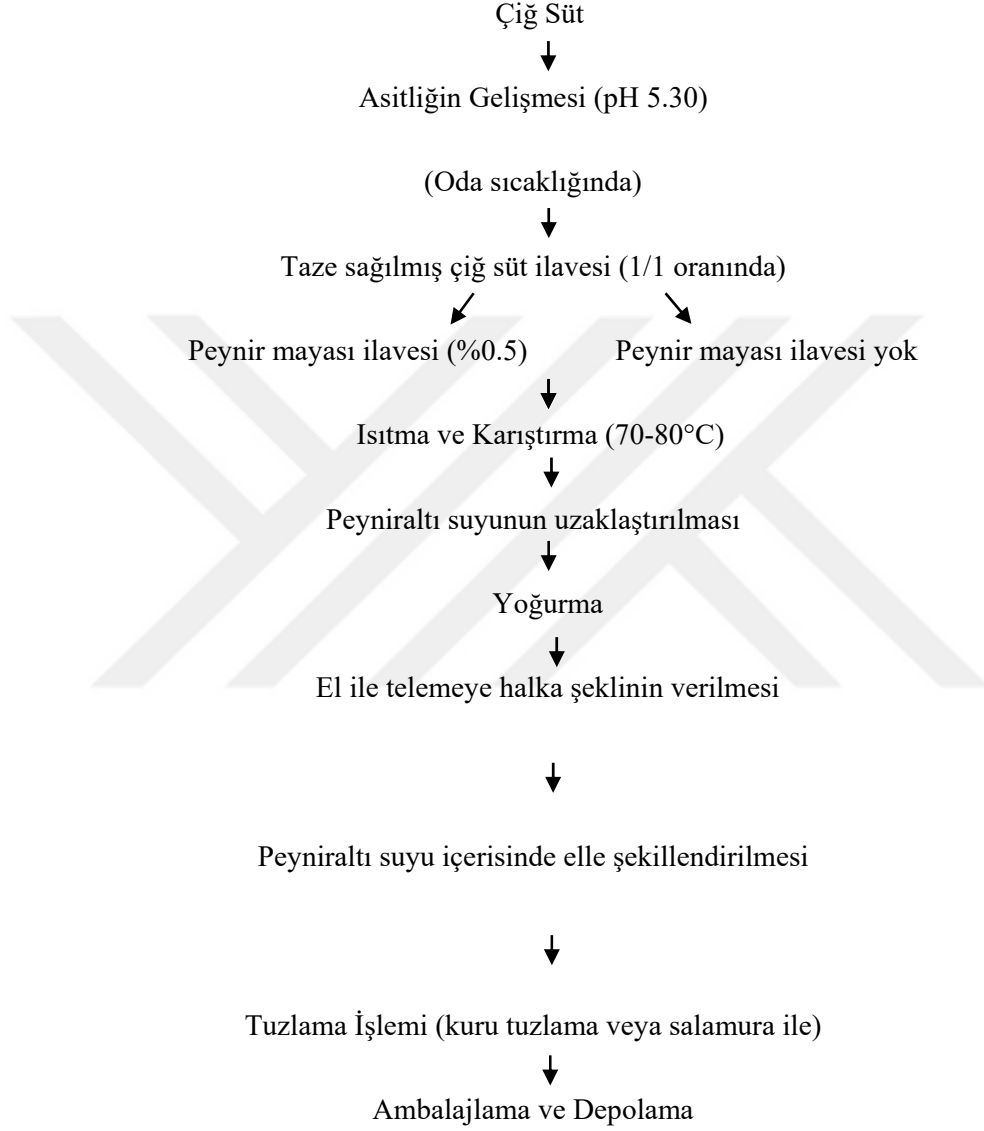 Çiğ Süt
Asitliğin Gelişmesi (pH 5.30)
(Oda sıcaklığında)
Taze sağılmış çiğ süt ilavesi (1/1 oranında)
Peynir mayası ilavesi (%0.5) Peynir mayası ilavesi yok
Isıtma ve Karıştırma (70-80°C)
Peyniraltı suyunun uzaklaştırılması
Yoğurma
El ile telemeye halka şeklinin verilmesi
Peyniraltı suyu içerisinde elle şekillendirilmesi
Tuzlama İşlemi (kuru tuzlama veya salamura ile)
Ambalajlama ve Depolama